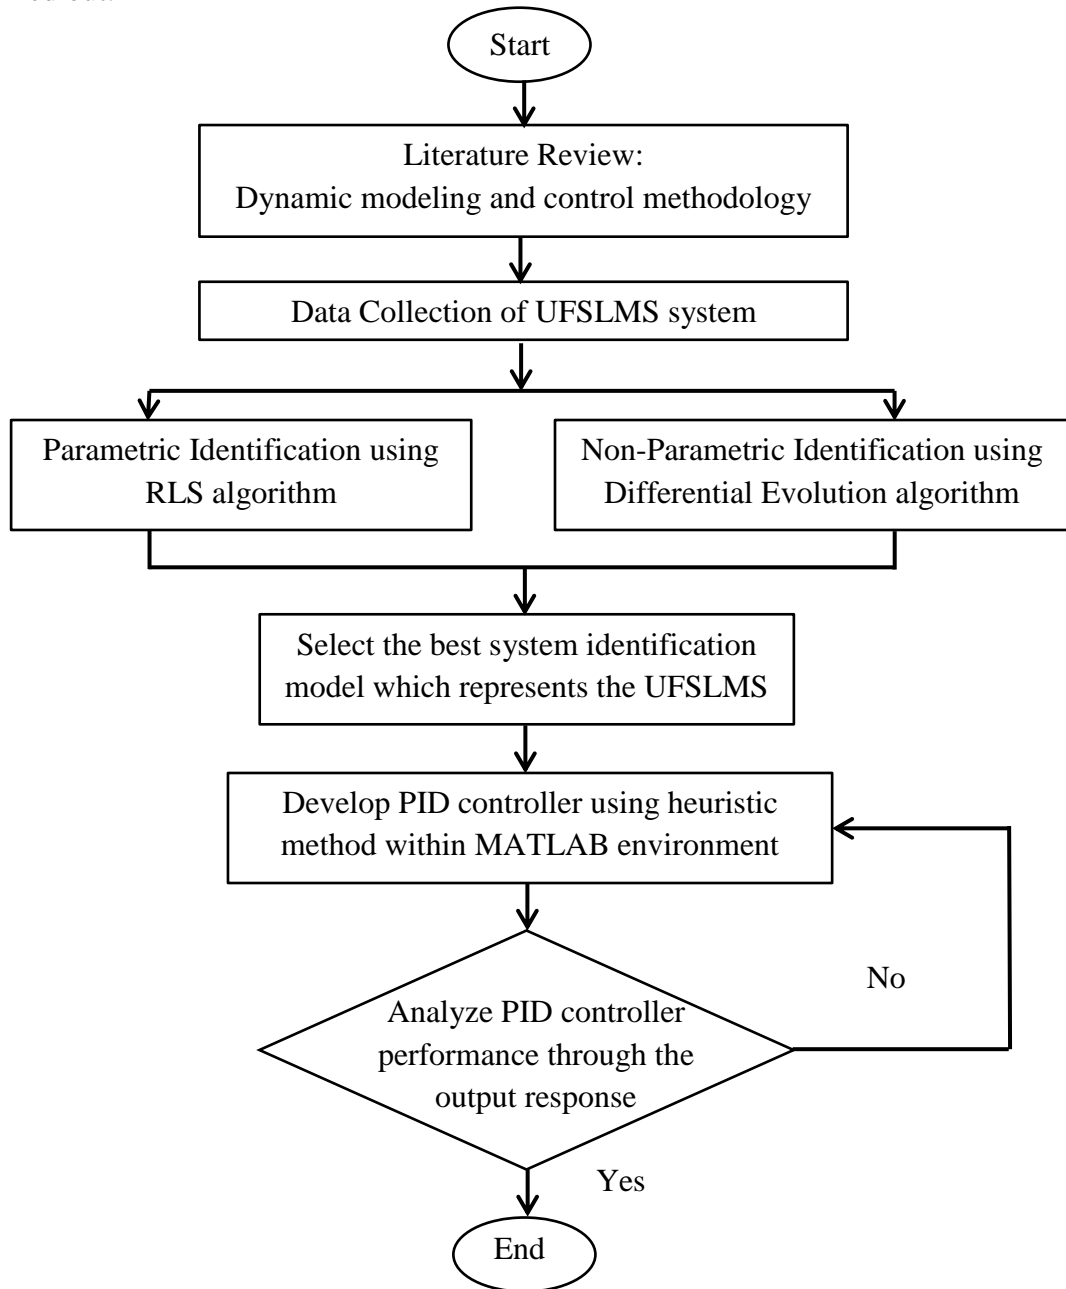 Start
Literature Review:
Dynamic modeling and control methodology
Data Collection of UFSLMS system
Parametric Identification using
RLS algorithm
Non-Parametric Identification using
Differential Evolution algorithm
Select the best system identification
model which represents the UFSLMS
Develop PID controller using heuristic
method within MATLAB environment
No
Analyze PID controller
performance through the
output response
Yes
End